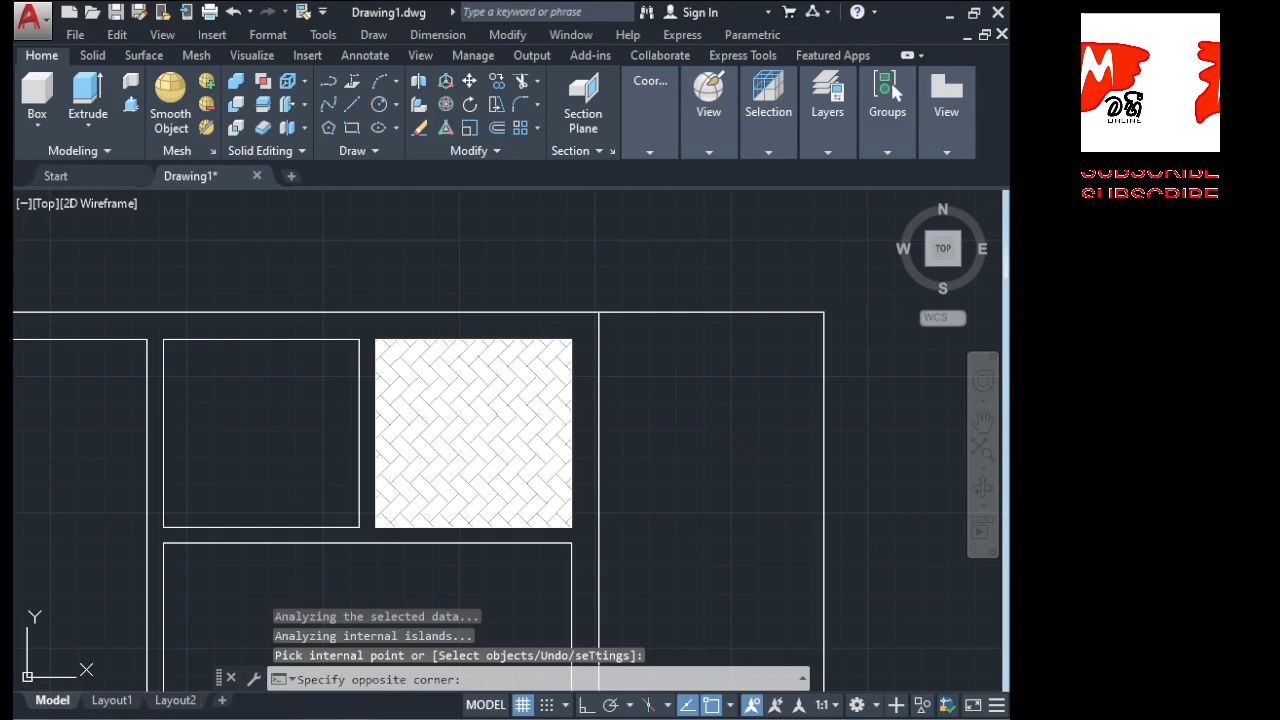 Drawing1.dwg
Type a keyword or phrase
Sign In
File Edit View Insert Format Tools Draw Dimension Modify Window Help Express Parametric
Home Solid Surface Mesh Visualize Insert Annotate View Manage Output Add-ins Collaborate Express Tools Featured Apps
Box Extrude Smooth Object Section Plane Coor... View Selection Layers Groups View
Modeling Mesh Solid Editing Draw Modify Section
Start Drawing1*
[−][Top][2D Wireframe]
N
W TOP E
S
WCS
Y
X
Analyzing the selected data...
Analyzing internal islands...
Pick internal point or [Select objects/Undo/seTtings]:
Specify opposite corner:
Model Layout1 Layout2 MODEL 1:1
M
ONLINE
SUBSCRIBE
SUBSCRIBE